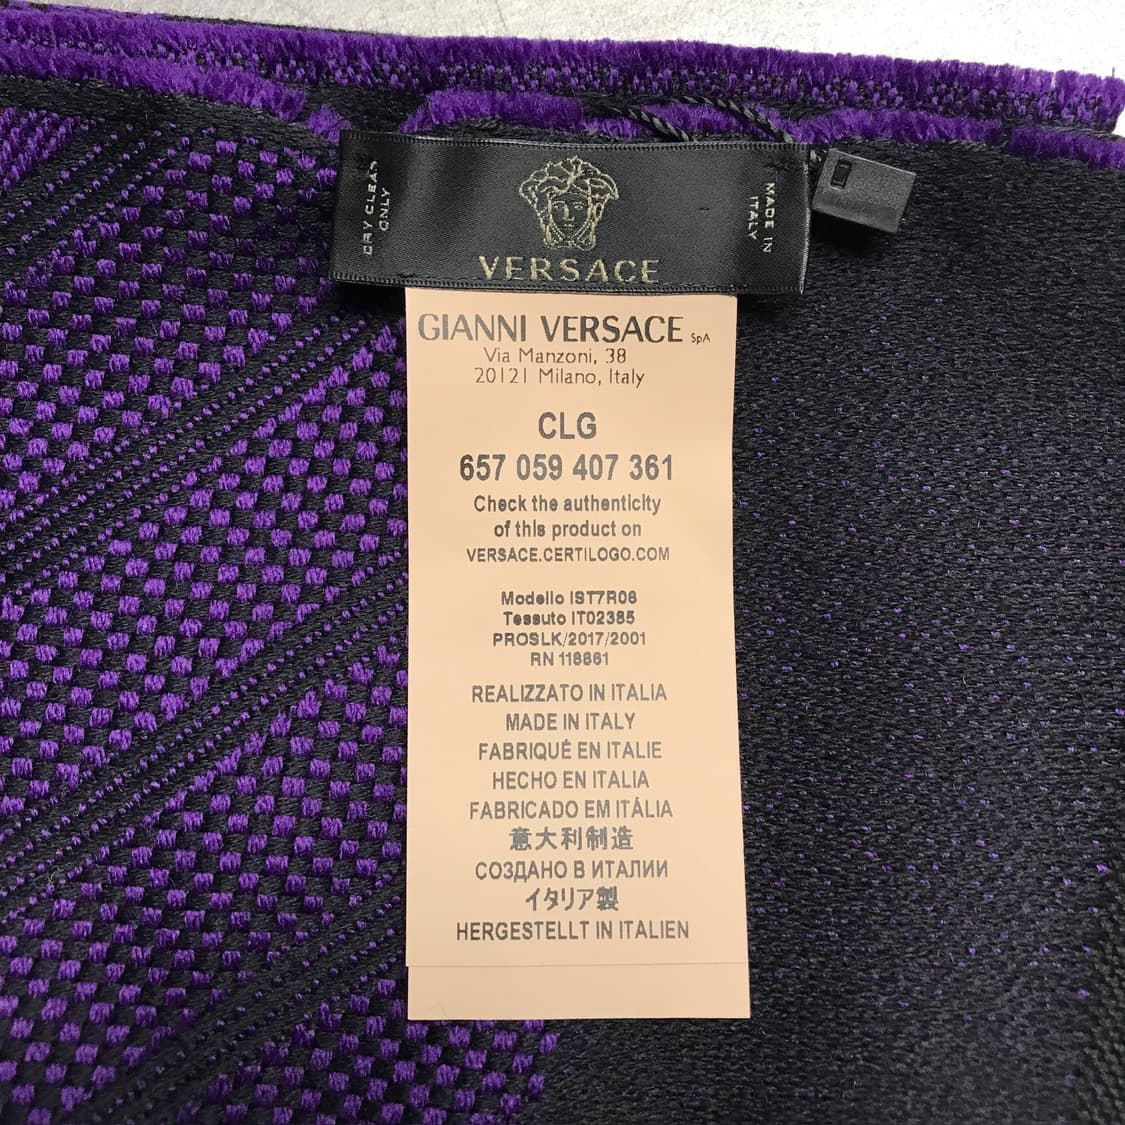 DRY CLEAN
ONLY
VERSACE
MADE IN
ITALY
GIANNI VERSACE SpA
Via Manzoni, 38
20121 Milano, Italy
CLG
657 059 407 361
Check the authenticity
of this product on
VERSACE.CERTILOGO.COM
Modello IST7R06
Tessuto IT02385
PROSLK/2017/2001
RN 118861
REALIZZATO IN ITALIA
MADE IN ITALY
FABRIQUÉ EN ITALIE
HECHO EN ITALIA
FABRICADO EM ITÁLIA
意大利制造
СОЗДАНО В ИТАЛИИ
イタリア製
HERGESTELLT IN ITALIEN